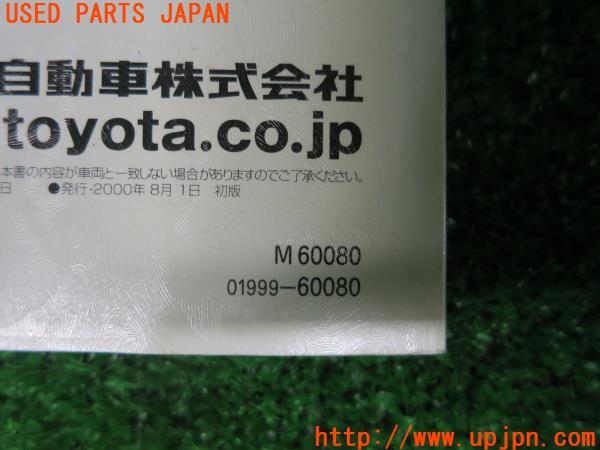 USED PARTS JAPAN
自動車株式会社
toyota.co.jp
本書の内容が車両と一致しない場合がありますのでご了承ください。
日 ●発行-2000年 8月 1日 初版
M 60080
01999-60080
http://www.upjpn.com/